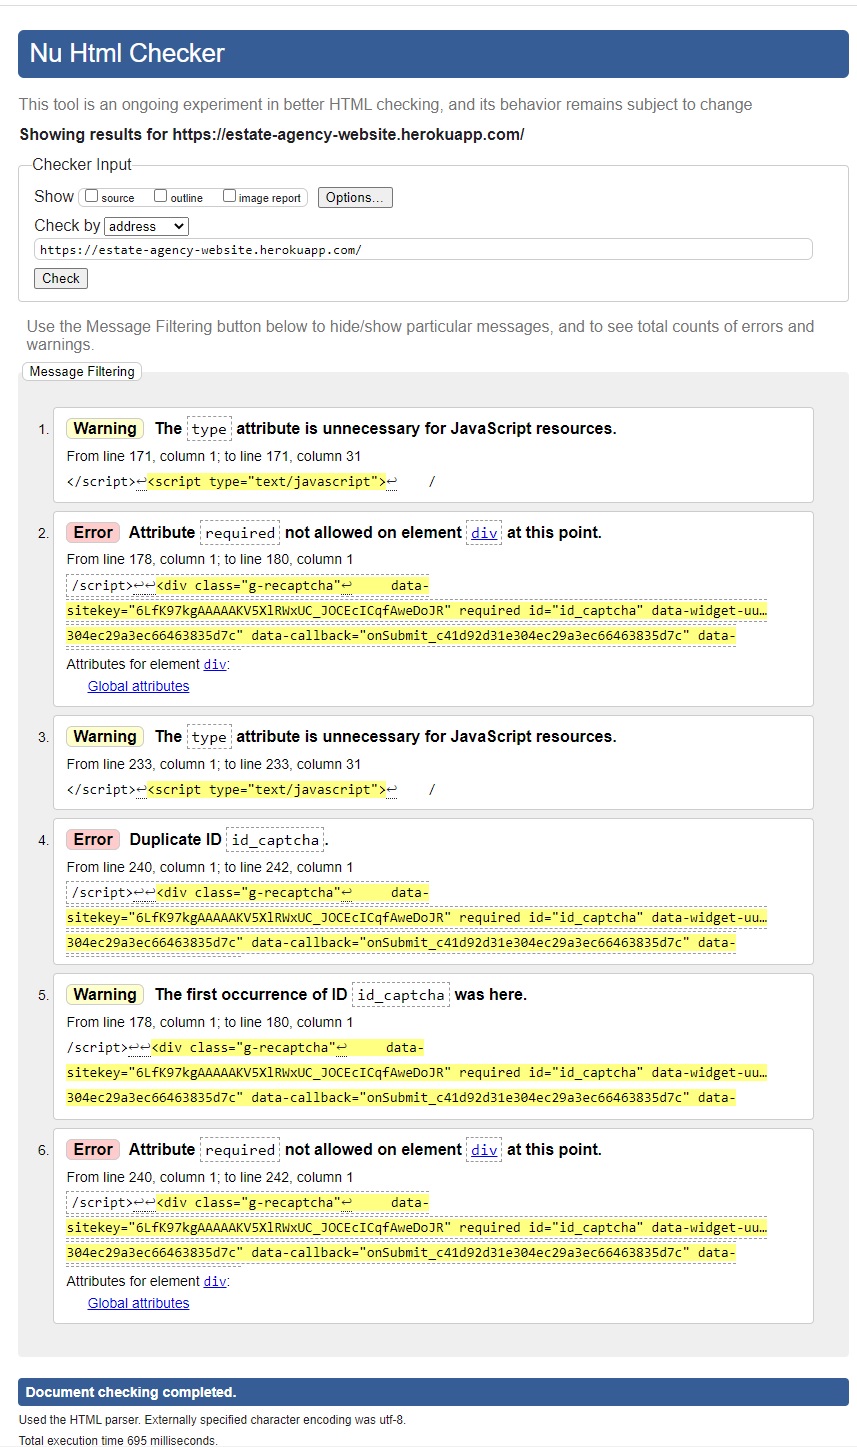 Nu Html Checker
This tool is an ongoing experiment in better HTML checking, and its behavior remains subject to change
Showing results for https://estate-agency-website.herokuapp.com/
Checker Input
Show source outline image report Options...
Check by address
https://estate-agency-website.herokuapp.com/
Check
Use the Message Filtering button below to hide/show particular messages, and to see total counts of errors and
warnings.
Message Filtering
1. Warning The type attribute is unnecessary for JavaScript resources.
From line 171, column 1; to line 171, column 31
</script>↩<script type="text/javascript">↩ /
2. Error Attribute required not allowed on element div at this point.
From line 178, column 1; to line 180, column 1
/script>↩↩<div class="g-recaptcha"↩ data-
sitekey="6LfK97kgAAAAAKV5XlRWxUC_JOCEcICqfAweDoJR" required id="id_captcha" data-widget-uu…
304ec29a3ec66463835d7c" data-callback="onSubmit_c41d92d31e304ec29a3ec66463835d7c" data-
Attributes for element div:
Global attributes
3. Warning The type attribute is unnecessary for JavaScript resources.
From line 233, column 1; to line 233, column 31
</script>↩<script type="text/javascript">↩ /
4. Error Duplicate ID id_captcha.
From line 240, column 1; to line 242, column 1
/script>↩↩<div class="g-recaptcha"↩ data-
sitekey="6LfK97kgAAAAAKV5XlRWxUC_JOCEcICqfAweDoJR" required id="id_captcha" data-widget-uu…
304ec29a3ec66463835d7c" data-callback="onSubmit_c41d92d31e304ec29a3ec66463835d7c" data-
5. Warning The first occurrence of ID id_captcha was here.
From line 178, column 1; to line 180, column 1
/script>↩↩<div class="g-recaptcha"↩ data-
sitekey="6LfK97kgAAAAAKV5XlRWxUC_JOCEcICqfAweDoJR" required id="id_captcha" data-widget-uu…
304ec29a3ec66463835d7c" data-callback="onSubmit_c41d92d31e304ec29a3ec66463835d7c" data-
6. Error Attribute required not allowed on element div at this point.
From line 240, column 1; to line 242, column 1
/script>↩↩<div class="g-recaptcha"↩ data-
sitekey="6LfK97kgAAAAAKV5XlRWxUC_JOCEcICqfAweDoJR" required id="id_captcha" data-widget-uu…
304ec29a3ec66463835d7c" data-callback="onSubmit_c41d92d31e304ec29a3ec66463835d7c" data-
Attributes for element div:
Global attributes
Document checking completed.
Used the HTML parser. Externally specified character encoding was utf-8.
Total execution time 695 milliseconds.